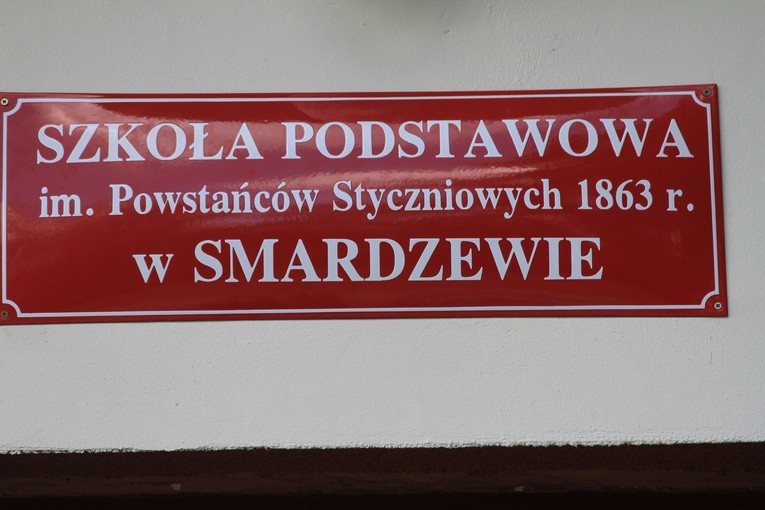 SZKOŁA PODSTAWOWA
im. Powstańców Styczniowych 1863 r.
w SMARDZEWIE